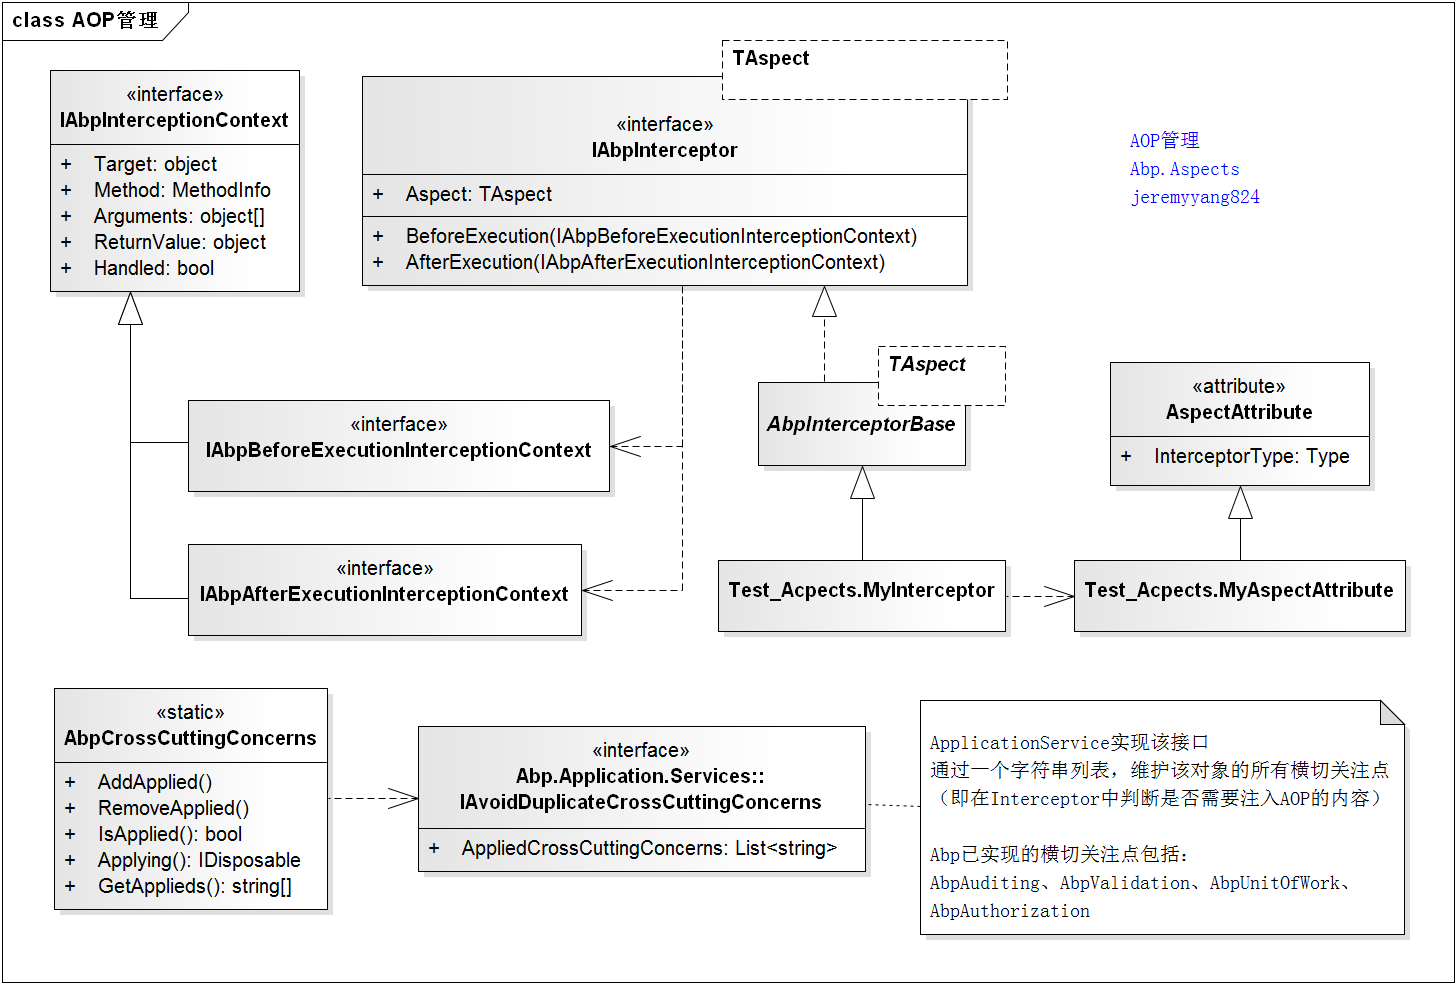 class AOP管理
«interface»
IAbpInterceptionContext
+ Target: object
+ Method: MethodInfo
+ Arguments: object[]
+ ReturnValue: object
+ Handled: bool
TAspect
«interface»
IAbpInterceptor
+ Aspect: TAspect
+ BeforeExecution(IAbpBeforeExecutionInterceptionContext)
+ AfterExecution(IAbpAfterExecutionInterceptionContext)
AOP管理
Abp.Aspects
jeremyyang824
«interface»
IAbpBeforeExecutionInterceptionContext
TAspect
AbpInterceptorBase
«attribute»
AspectAttribute
+ InterceptorType: Type
«interface»
IAbpAfterExecutionInterceptionContext
Test_Acpects.MyInterceptor
Test_Acpects.MyAspectAttribute
«static»
AbpCrossCuttingConcerns
+ AddApplied()
+ RemoveApplied()
+ IsApplied(): bool
+ Applying(): IDisposable
+ GetApplieds(): string[]
«interface»
Abp.Application.Services::
IAvoidDuplicateCrossCuttingConcerns
+ AppliedCrossCuttingConcerns: List<string>
ApplicationService实现该接口
通过一个字符串列表，维护该对象的所有横切关注点
（即在Interceptor中判断是否需要注入AOP的内容）
Abp已实现的横切关注点包括：
AbpAuditing、AbpValidation、AbpUnitOfWork、
AbpAuthorization